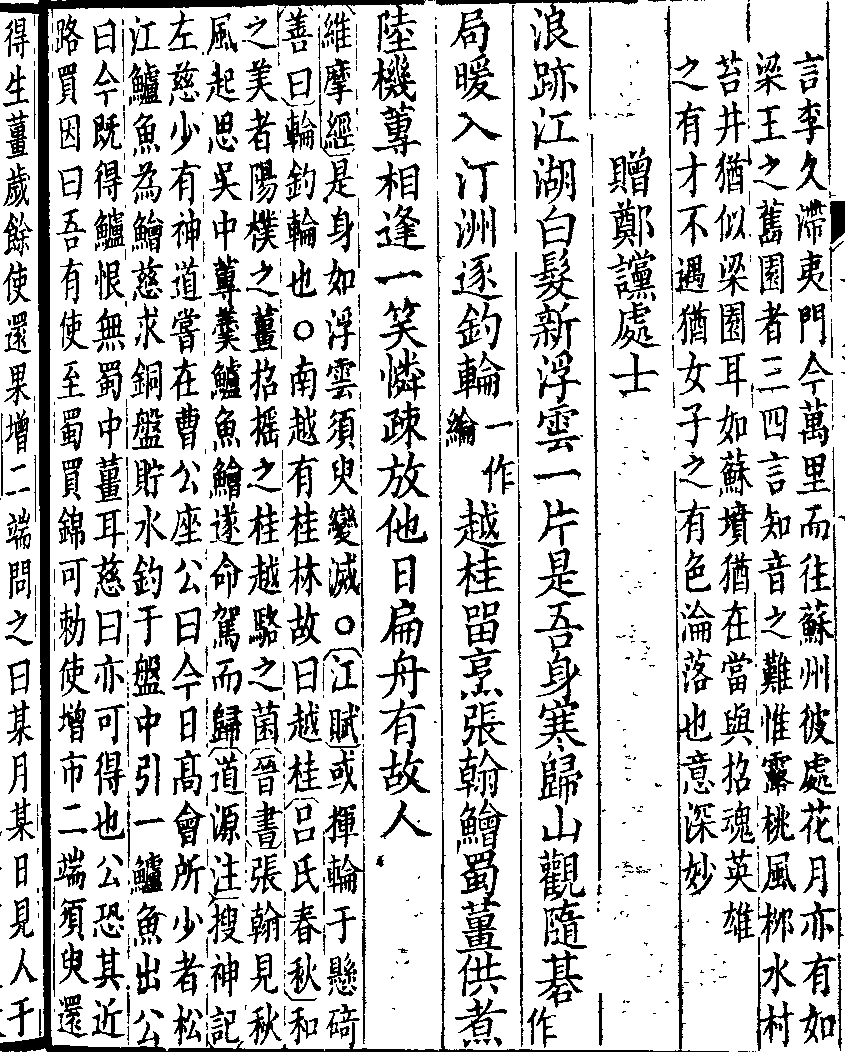 言李久滯夷門今萬里而往蘇州彼處花月亦有如
梁王之舊園者三四言知音之難惟露桃風桞水村
苔井猶似梁園耳如蘇墳猶在當與招魂英雄
之有才不遇猶女子之有色淪落也意深妙
贈鄭讜處士
浪跡江湖白髮新浮雲一片是吾身寒歸山觀隨碁作
局暖入汀洲逐釣輪一作綸越桂留烹張翰鱠蜀薑供煮
陸機蓴相逢一笑憐疎放他日扁舟有故人
維摩經是身如浮雲須臾變滅○江賦或揮輪于懸碕
善曰輪釣輪也○南越有桂林故曰越桂呂氏春秋和
之美者陽樸之薑招搖之桂越駱之菌晉書張翰見秋
風起思吳中蓴羹鱸魚鱠遂命駕而歸道源注搜神記
左慈少有神道嘗在曹公座公曰今日高會所少者松
江鱸魚為鱠慈求銅盤貯水釣于盤中引一鱸魚出公
曰今既得鱸恨無蜀中薑耳慈曰亦可得也公恐其近
路買因曰吾有使至蜀買錦可勑使增市二端須臾還
得生薑歲餘使還果增二端問之曰某月某日見人于